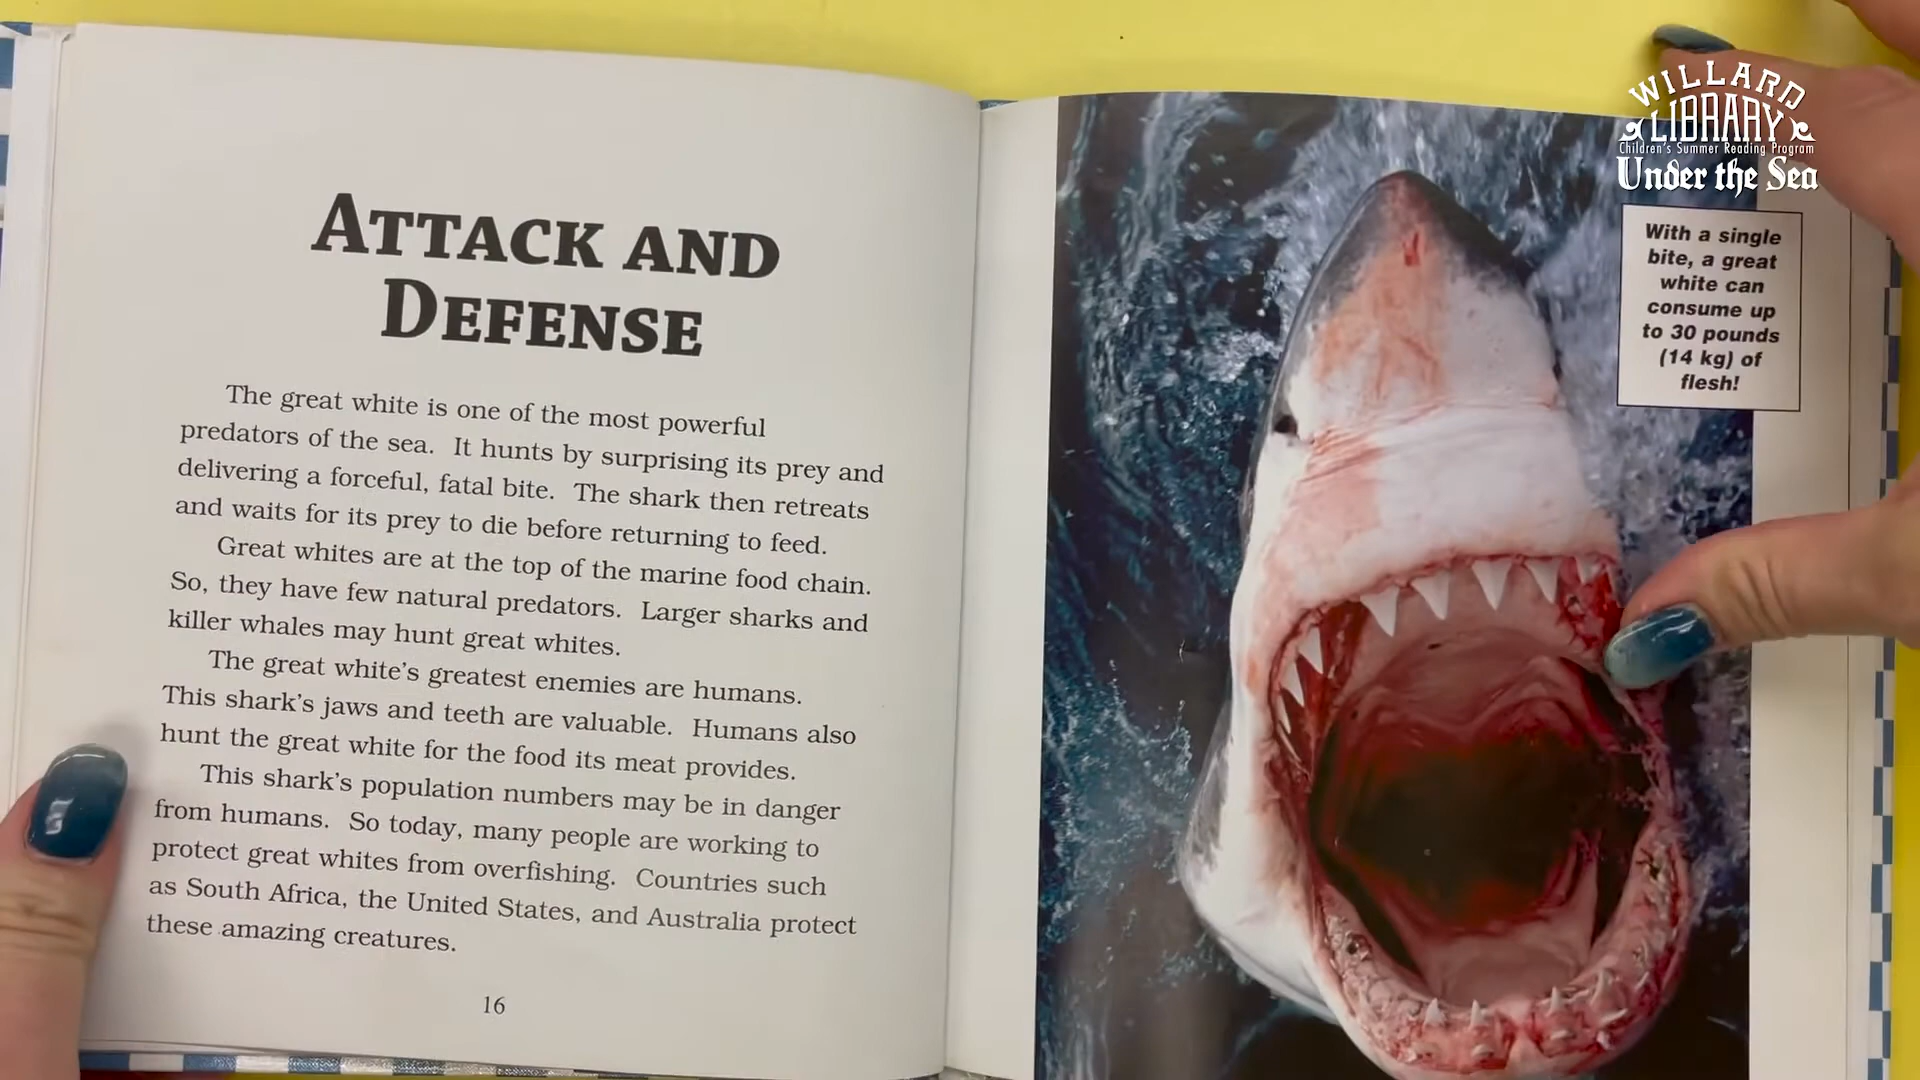 ATTACK AND
DEFENSE
The great white is one of the most powerful
predators of the sea. It hunts by surprising its prey and
delivering a forceful, fatal bite. The shark then retreats
and waits for its prey to die before returning to feed.
Great whites are at the top of the marine food chain.
So, they have few natural predators. Larger sharks and
killer whales may hunt great whites.
The great white's greatest enemies are humans.
This shark's jaws and teeth are valuable. Humans also
hunt the great white for the food its meat provides.
This shark's population numbers may be in danger
from humans. So today, many people are working to
protect great whites from overfishing. Countries such
as South Africa, the United States, and Australia protect
these amazing creatures.
16
WILLARD
LIBRARY
Children's Summer Reading Program
Under the Sea
With a single
bite, a great
white can
consume up
to 30 pounds
(14 kg) of
flesh!